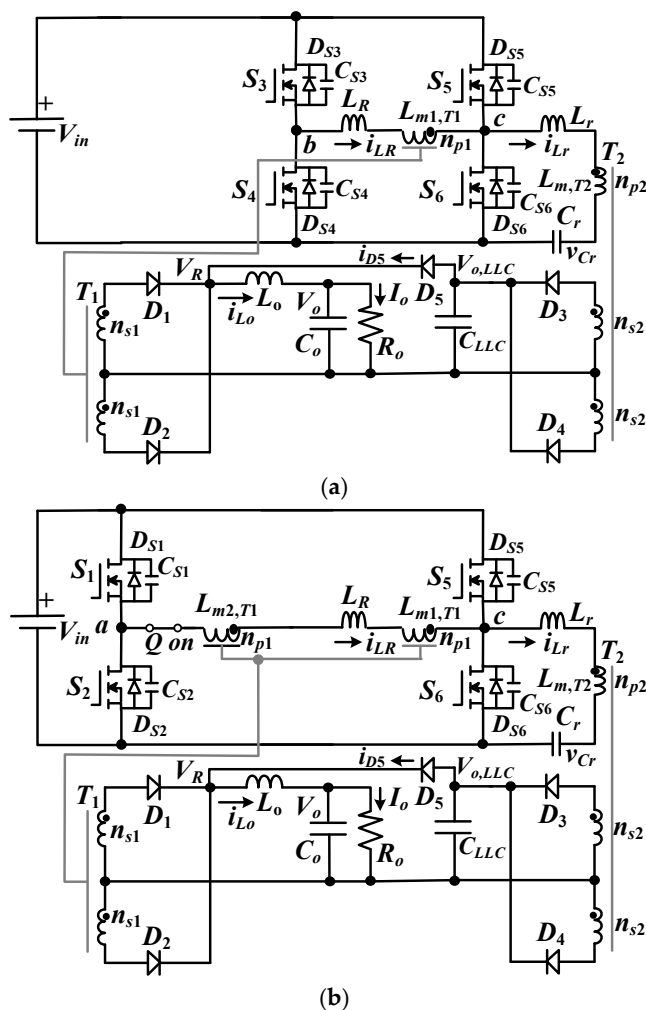 D_S3 D_S5
S_3 C_S3 S_5 C_S5
L_R L_m1,T1 c L_r
+ b
V_in i_LR n_p1 i_Lr T_2
S_4 C_S4 S_6 L_m,T2 n_p2
C_S6 C_r
D_S4 D_S6 v_Cr
V_R i_D5 V_o,LLC
T_1 D_1 i_Lo L_o V_o I_o D_5 D_3
n_s1 C_o R_o C_LLC n_s2
n_s1 D_2 D_4 n_s2
(a)
D_S1 D_S5
S_1 C_S1 S_5 C_S5
+ L_m2,T1 L_R L_m1,T1 c L_r
V_in a Q on n_p1 i_LR n_p1 i_Lr T_2
S_2 C_S2 S_6 L_m,T2 n_p2
C_S6 C_r
D_S2 D_S6 v_Cr
V_R i_D5 V_o,LLC
T_1 D_1 i_Lo L_o V_o I_o D_5 D_3
n_s1 C_o R_o C_LLC n_s2
n_s1 D_2 D_4 n_s2
(b)